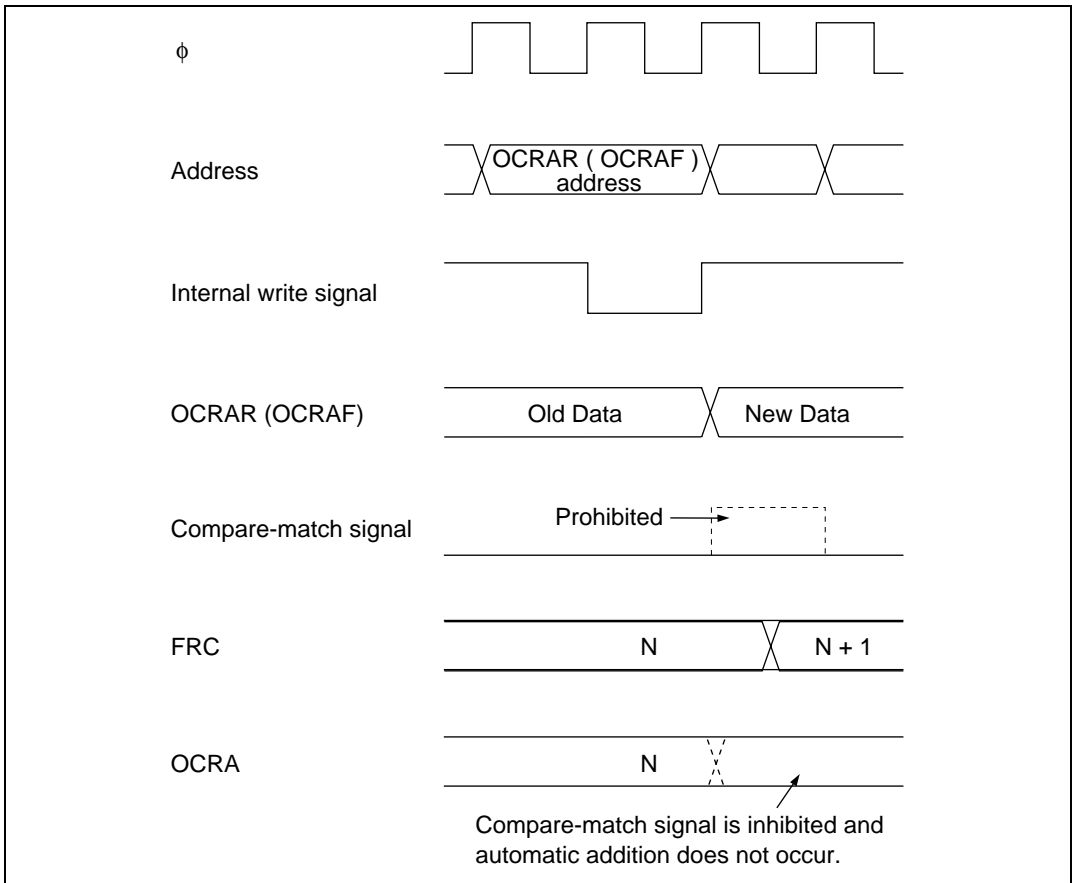 ϕ
Address
OCRAR ( OCRAF )
address
Internal write signal
OCRAR (OCRAF)
Old Data
New Data
Compare-match signal
Prohibited
FRC
N
N + 1
OCRA
N
Compare-match signal is inhibited and
automatic addition does not occur.